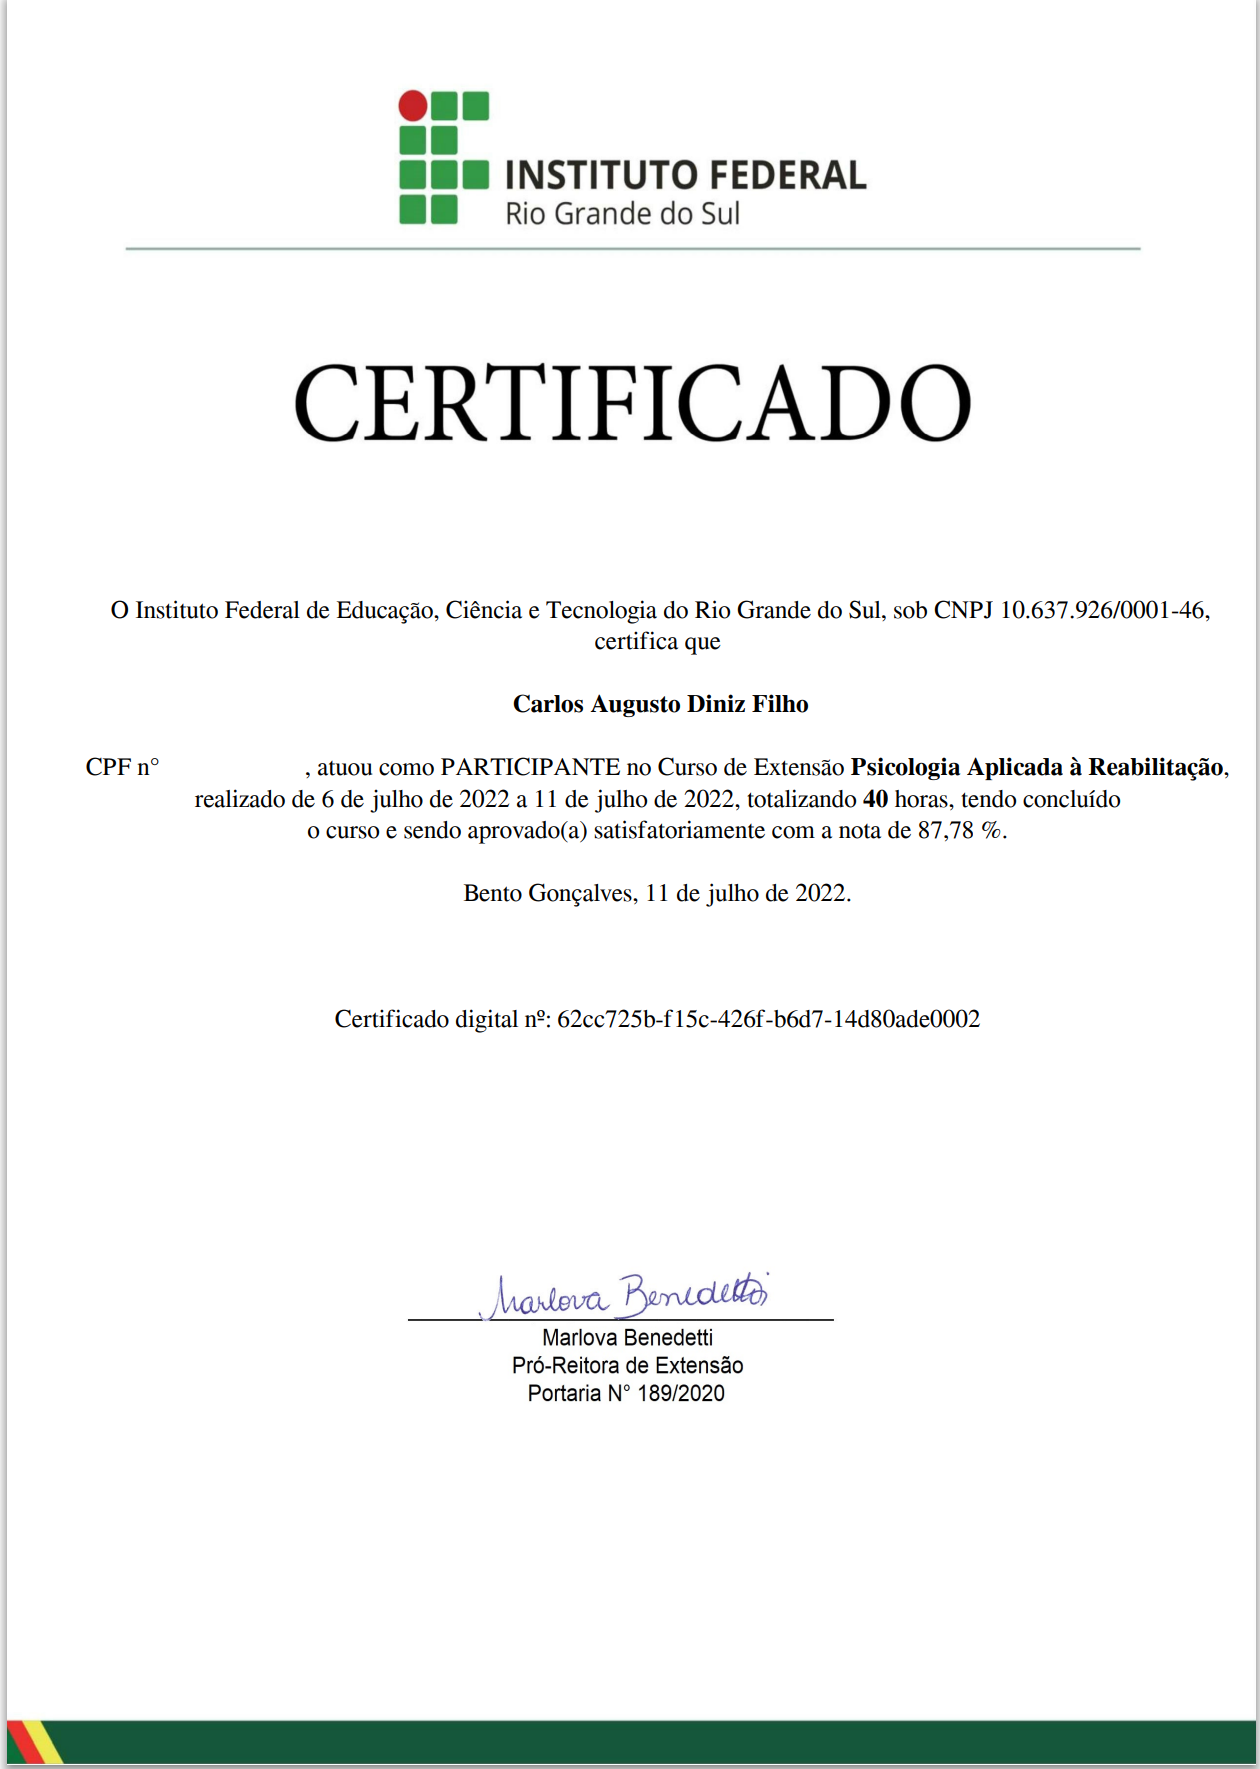 INSTITUTO FEDERAL
Rio Grande do Sul
CERTIFICADO
O Instituto Federal de Educação, Ciência e Tecnologia do Rio Grande do Sul, sob CNPJ 10.637.926/0001-46,
certifica que
Carlos Augusto Diniz Filho
CPF n° , atuou como PARTICIPANTE no Curso de Extensão Psicologia Aplicada à Reabilitação,
realizado de 6 de julho de 2022 a 11 de julho de 2022, totalizando 40 horas, tendo concluído
o curso e sendo aprovado(a) satisfatoriamente com a nota de 87,78 %.
Bento Gonçalves, 11 de julho de 2022.
Certificado digital nº: 62cc725b-f15c-426f-b6d7-14d80ade0002
Marlova Benedetti
Marlova Benedetti
Pró-Reitora de Extensão
Portaria N° 189/2020